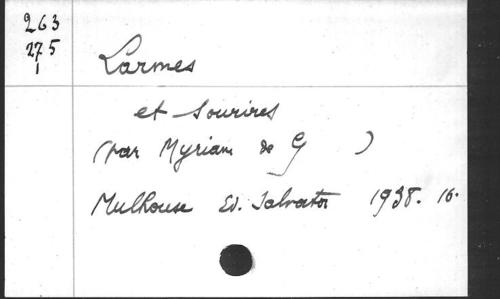 263
275
1
Larmes
et Sourires
(par Myriam de G )
Mulhouse Ed. Salvator 1938. 16.